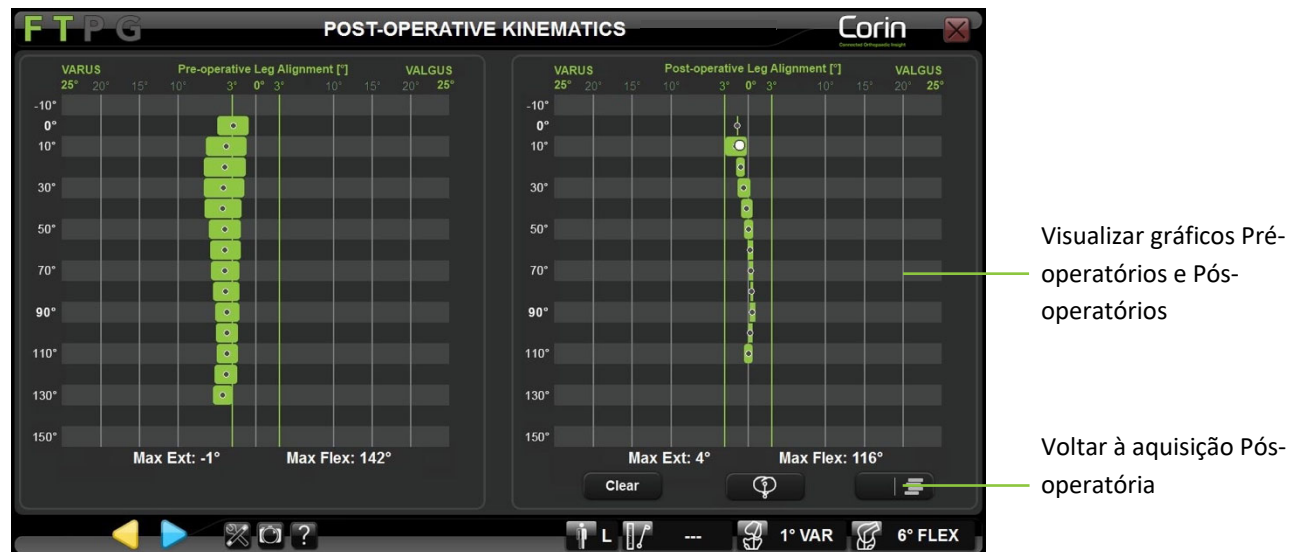 FTPG POST-OPERATIVE KINEMATICS Corin
Connected Orthopaedic Insight
VARUS Pre-operative Leg Alignment [°] VALGUS
25° 20° 15° 10° 3° 0° 3° 10° 15° 20° 25°
-10°
0°
10°
30°
50°
70°
90°
110°
130°
150°
Max Ext: -1° Max Flex: 142°
VARUS Post-operative Leg Alignment [°] VALGUS
25° 20° 15° 10° 3° 0° 3° 10° 15° 20° 25°
-10°
0°
10°
30°
50°
70°
90°
110°
130°
150°
Max Ext: 4° Max Flex: 116°
Clear
? L --- 1° VAR 6° FLEX
Visualizar gráficos Pré-
operatórios e Pós-
operatórios
Voltar à aquisição Pós-
operatória